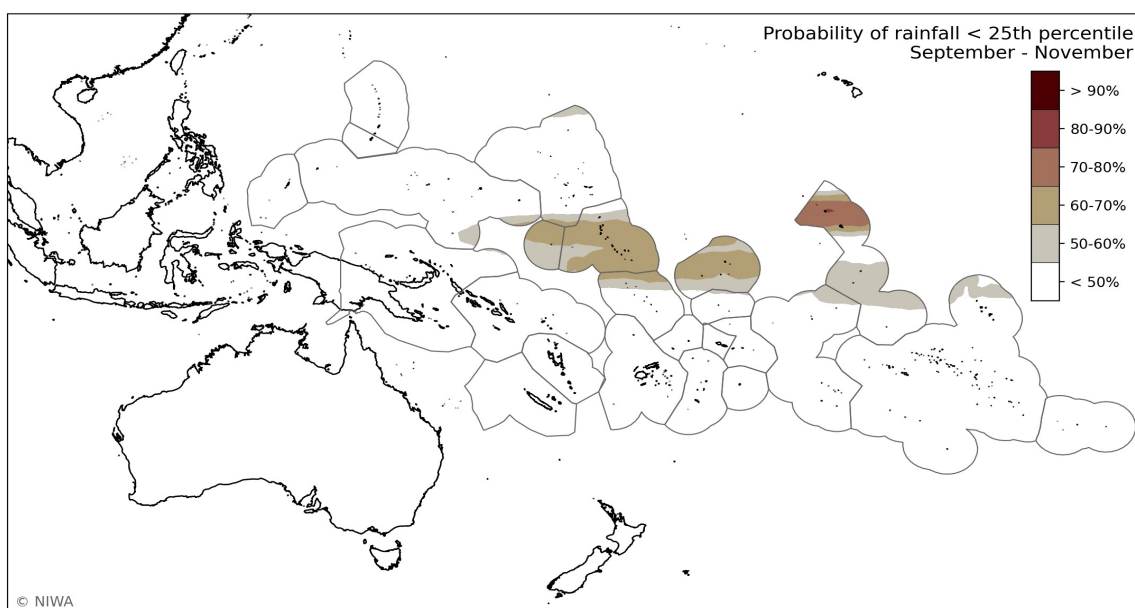 Probability of rainfall < 25th percentile
September - November
> 90%
80-90%
70-80%
60-70%
50-60%
< 50%
© NIWA